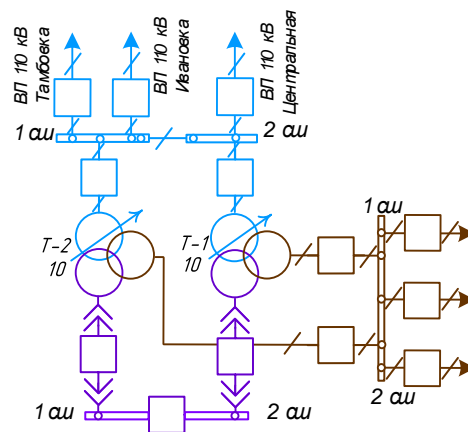 ВЛ 110 кВ
Тамбовка
ВЛ 110 кВ
Ивановка
ВЛ 110 кВ
Центральная
1 сш
2 сш
Т-2
10
Т-1
10
1 сш
2 сш
1 сш
2 сш